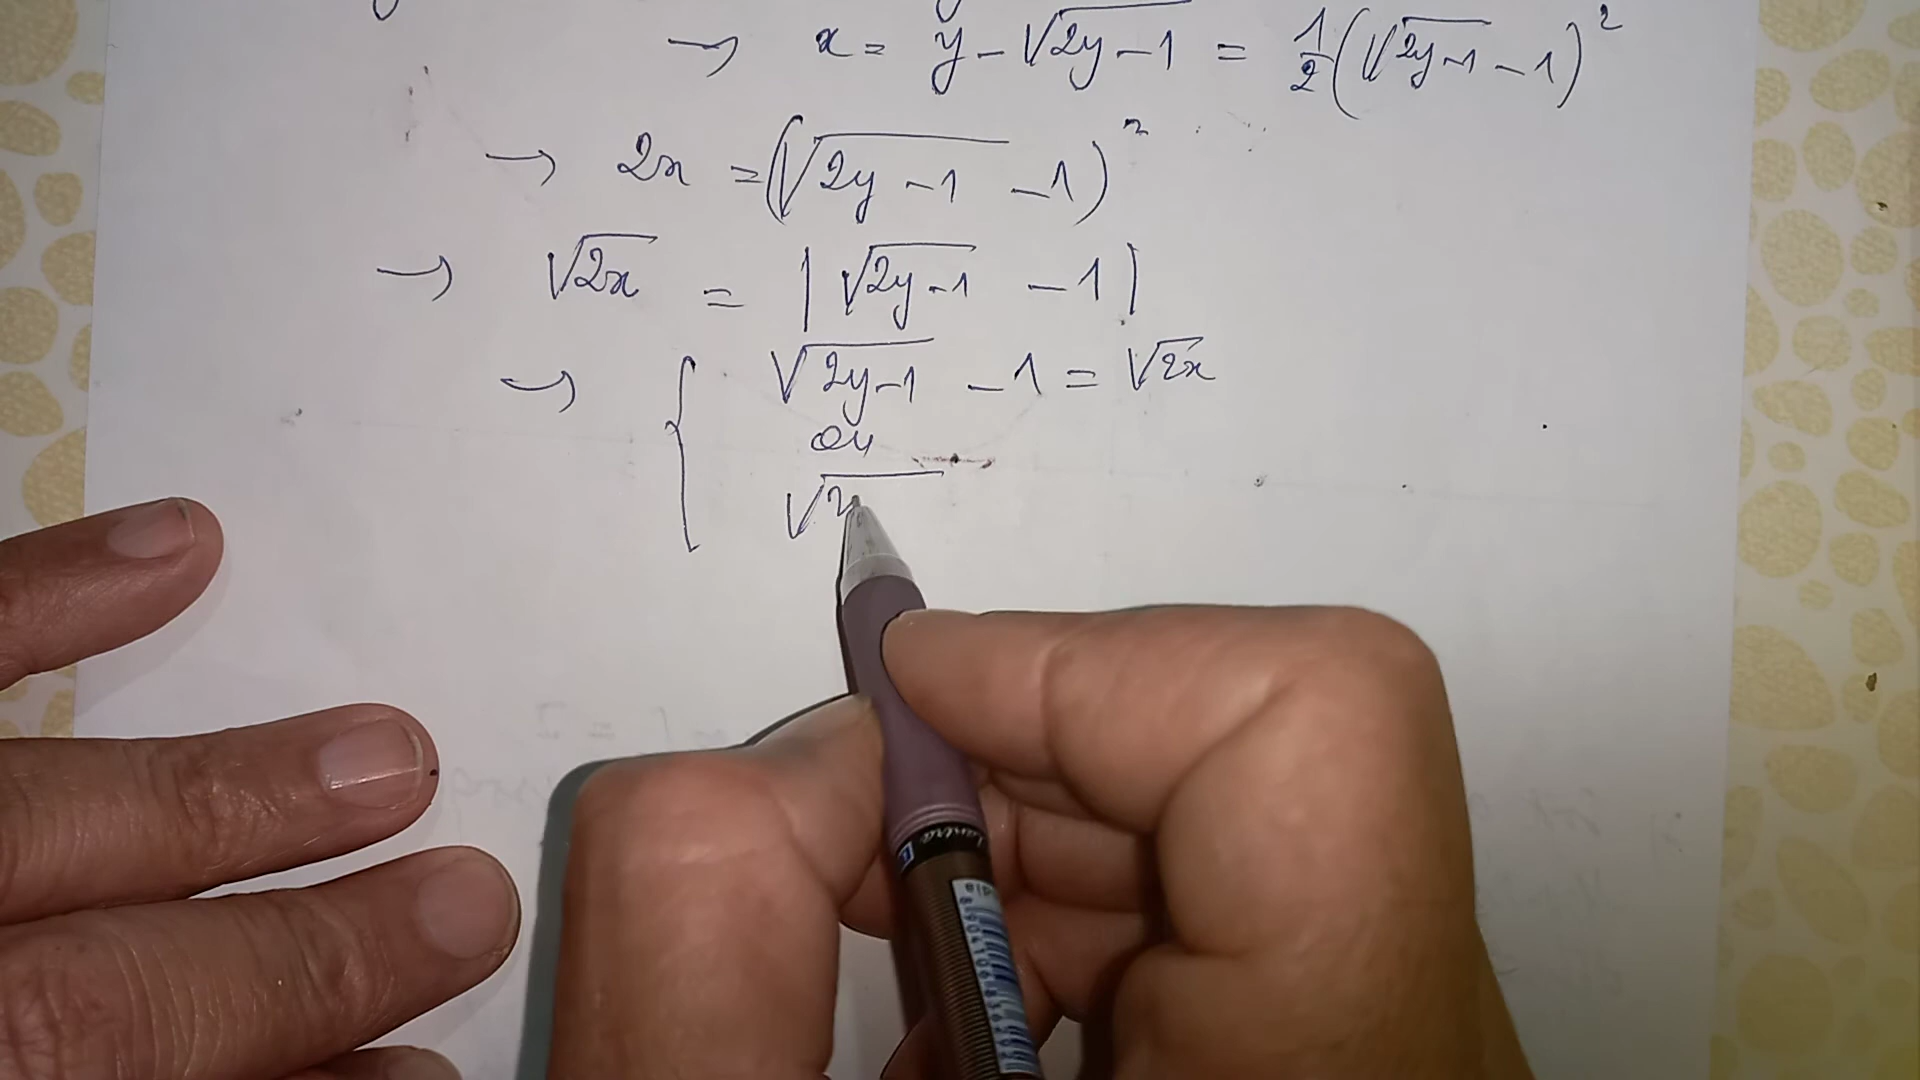 → x = y - √(2y-1) = 1/2 (√(2y-1) - 1)²
→ 2x = (√(2y-1) - 1)²
→ √(2x) = |√(2y-1) - 1|
→ { √(2y-1) - 1 = √(2x)
ou
√2